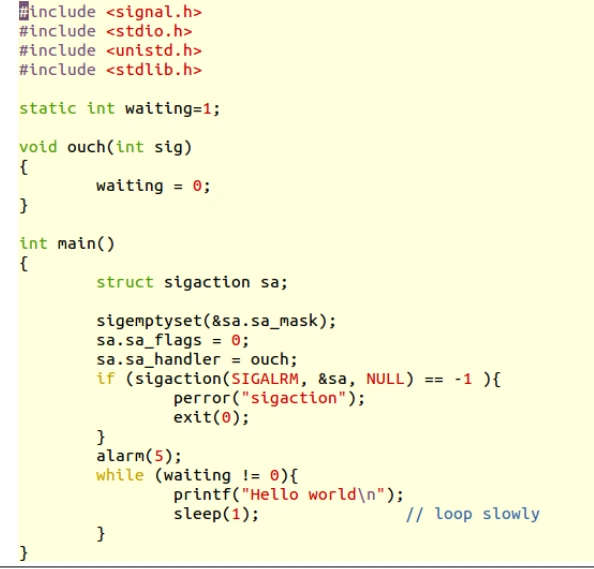 #include <signal.h>
#include <stdio.h>
#include <unistd.h>
#include <stdlib.h>

static int waiting=1;

void ouch(int sig)
{
        waiting = 0;
}

int main()
{
        struct sigaction sa;

        sigemptyset(&sa.sa_mask);
        sa.sa_flags = 0;
        sa.sa_handler = ouch;
        if (sigaction(SIGALRM, &sa, NULL) == -1 ){
                perror("sigaction");
                exit(0);
        }
        alarm(5);
        while (waiting != 0){
                printf("Hello world\n");
                sleep(1);               // loop slowly
        }
}